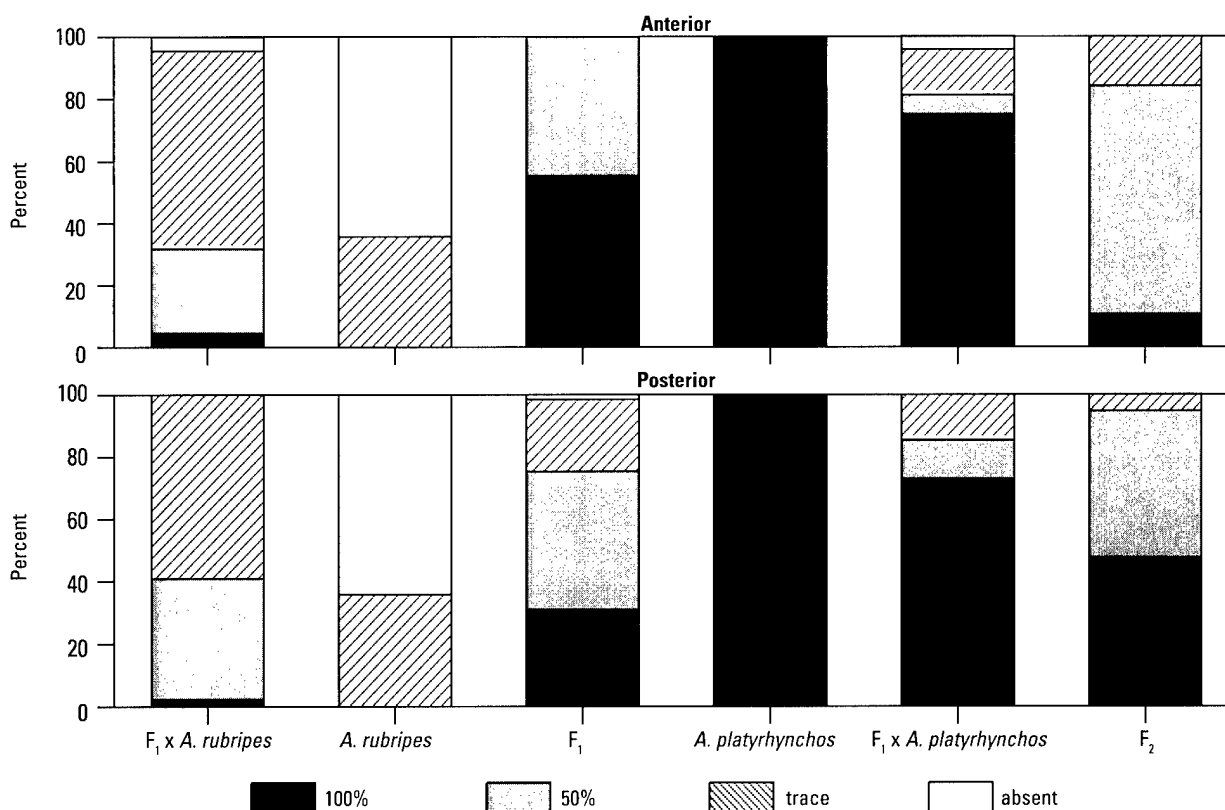 Anterior
100
80
60
40
20
0
Percent
Posterior
100
80
60
40
20
0
Percent
F1 x A. rubripes A. rubripes F1 A. platyrhynchos F1 x A. platyrhynchos F2
100% 50% trace absent